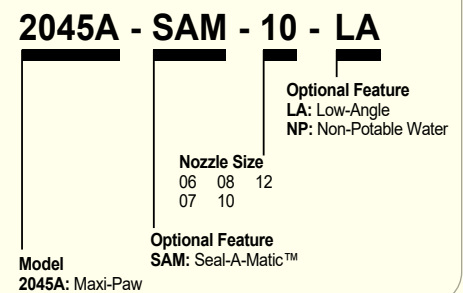 2045A - SAM - 10 - LA
Optional Feature
LA: Low-Angle
NP: Non-Potable Water
Nozzle Size
06 08 12
07 10
Optional Feature
SAM: Seal-A-Matic™
Model
2045A: Maxi-Paw